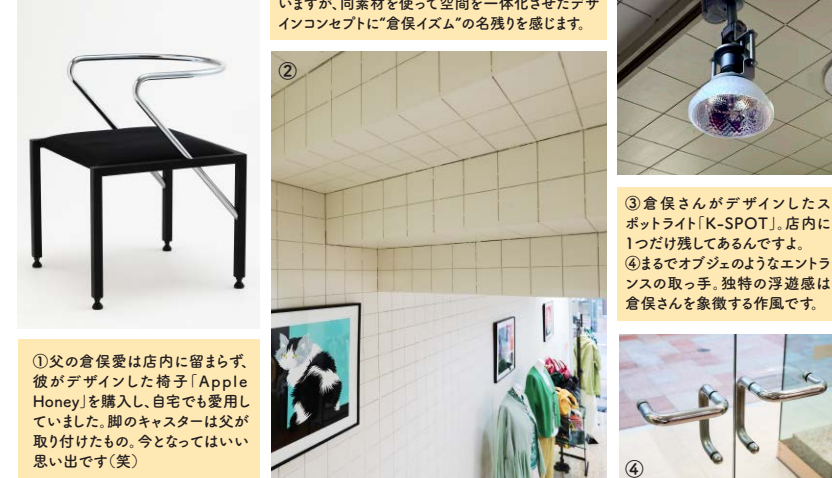 いますが、同素材を使って空間を一体化させたデザ
インコンセプトに“倉俣イズム”の名残りを感じます。
②
③倉俣さんがデザインしたス
ポットライト「K-SPOT」。店内に
1つだけ残してあるんですよ。
④まるでオブジェのようなエントラ
ンスの取っ手。独特の浮遊感は
倉俣さんを象徴する作風です。
①父の倉俣愛は店内に留まらず、
彼がデザインした椅子「Apple
Honey」を購入し、自宅でも愛用し
ていました。脚のキャスターは父が
取り付けたもの。今となってはいい
思い出です(笑)
④